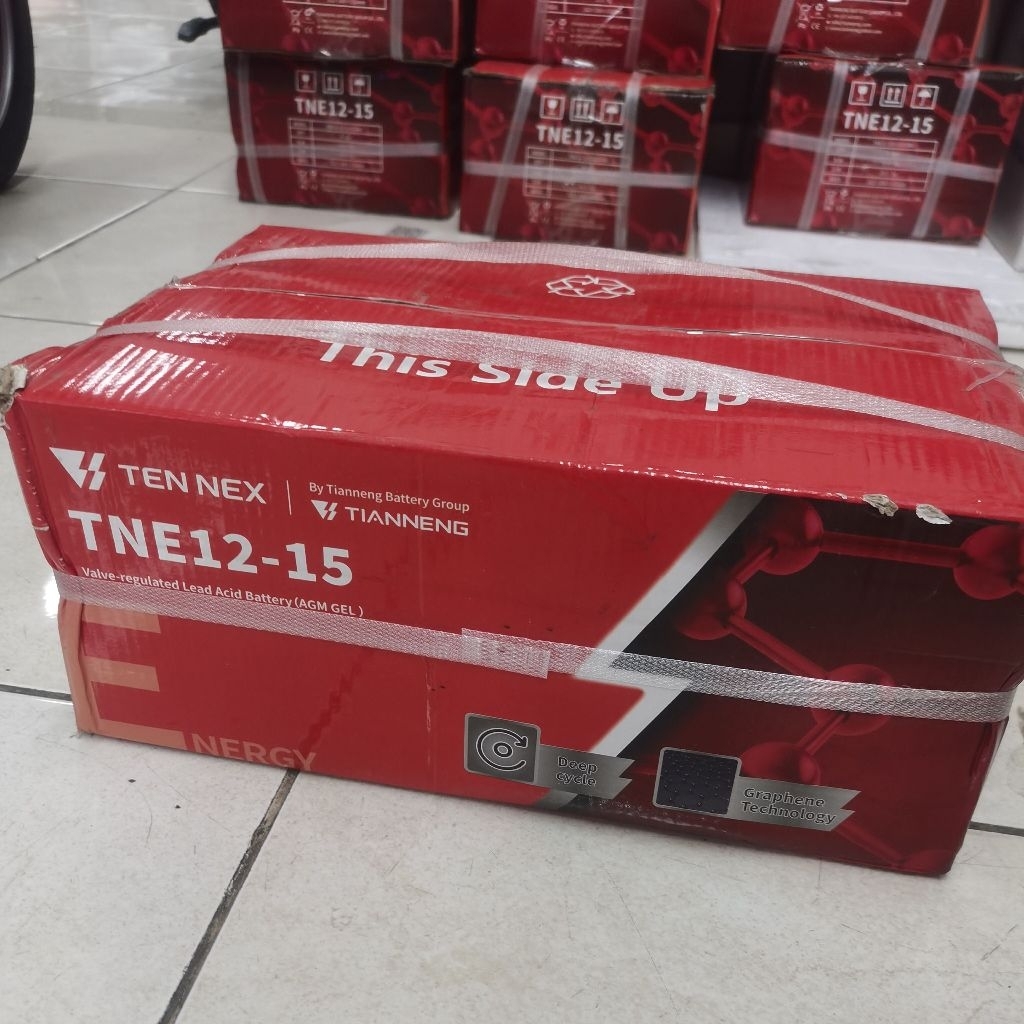 TNE12-15
TNE12-15
TNE12-15
This Side Up
TEN NEX
By Tianneng Battery Group
TIANNENG
TNE12-15
Valve-regulated Lead Acid Battery(AGM GEL)
ENERGY
Deep
cycle
Graphene
Technology